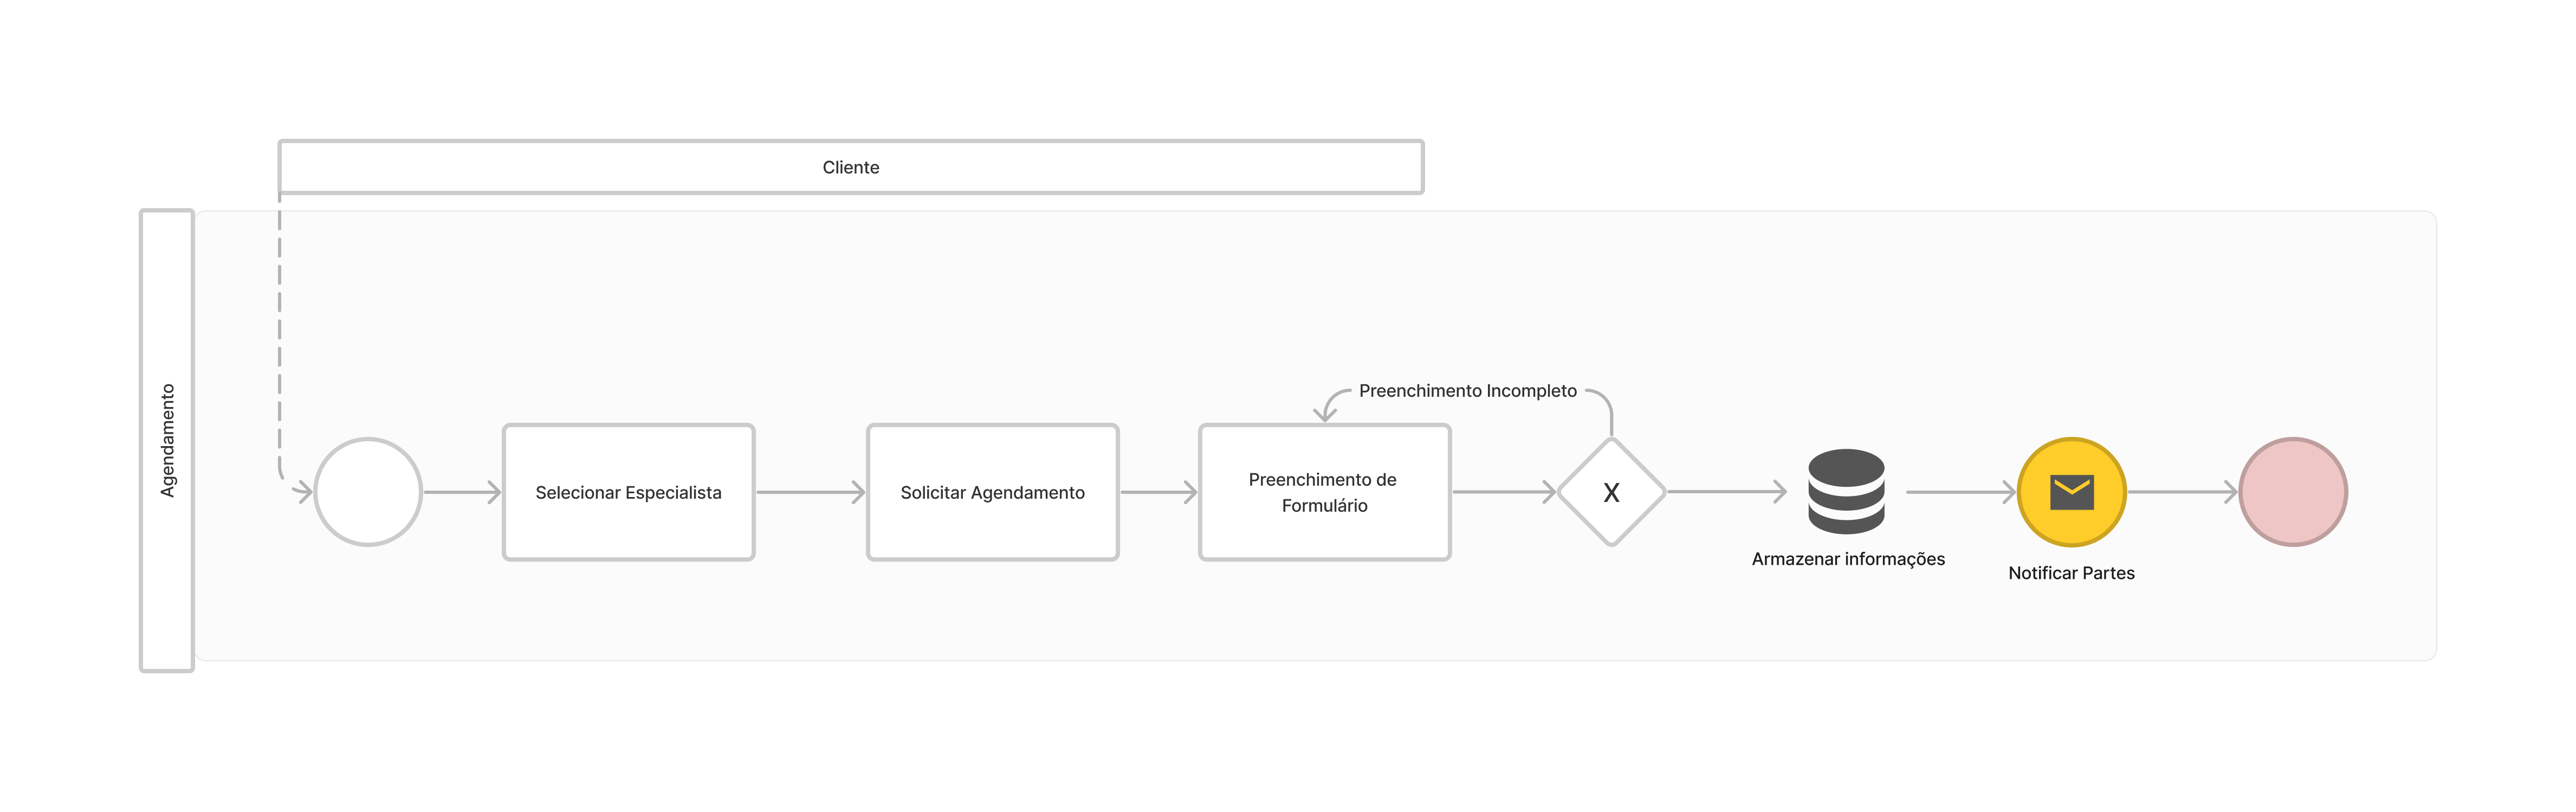 Cliente
Agendamento
Preenchimento Incompleto
Selecionar Especialista
Solicitar Agendamento
Preenchimento de
Formulário
X
Armazenar informações
Notificar Partes